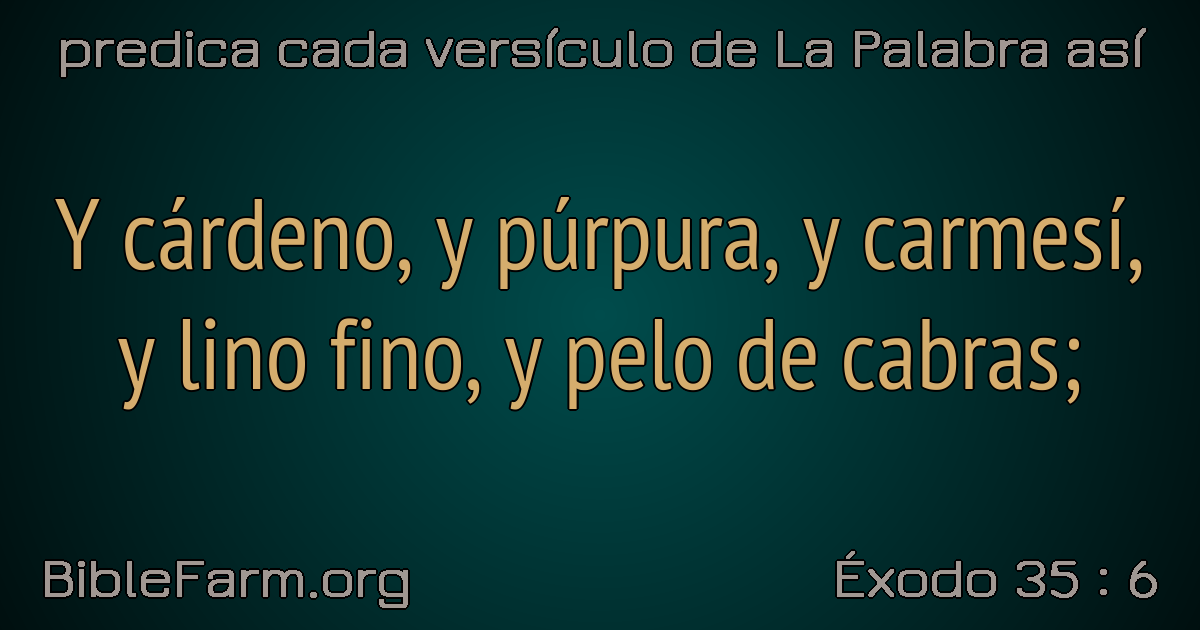 predica cada versículo de La Palabra así
Y cárdeno, y púrpura, y carmesí,
y lino fino, y pelo de cabras;
BibleFarm.org
Éxodo 35 : 6